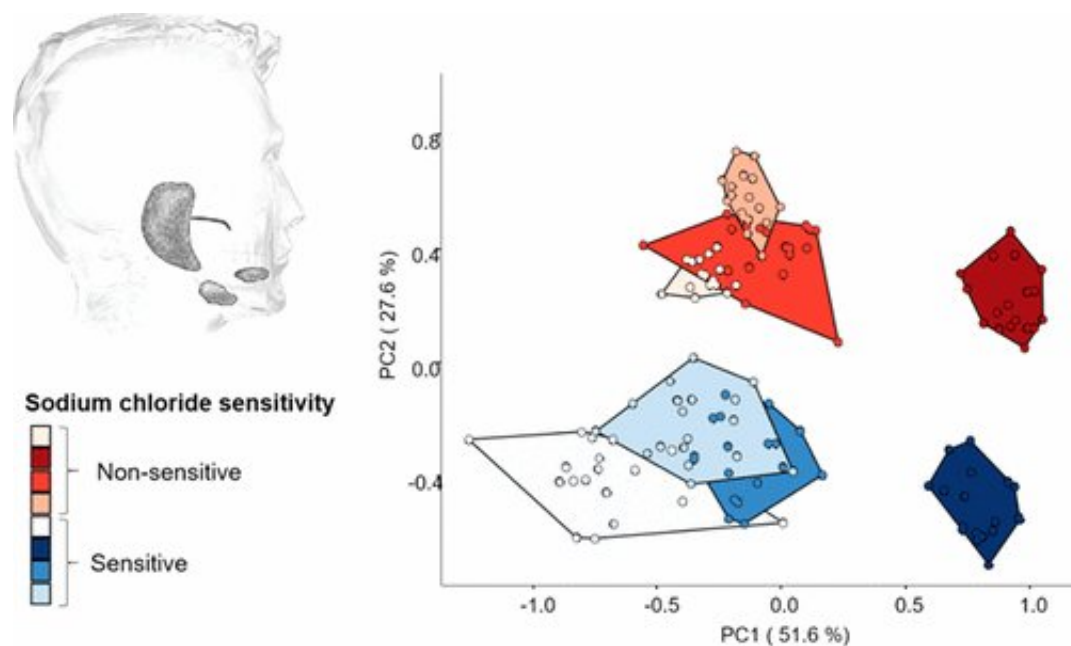 Sodium chloride sensitivity
Non-sensitive
Sensitive
PC2 ( 27.6 %)
0.8
0.4
0.0
-0.4
-1.0
-0.5
0.0
0.5
1.0
PC1 ( 51.6 %)